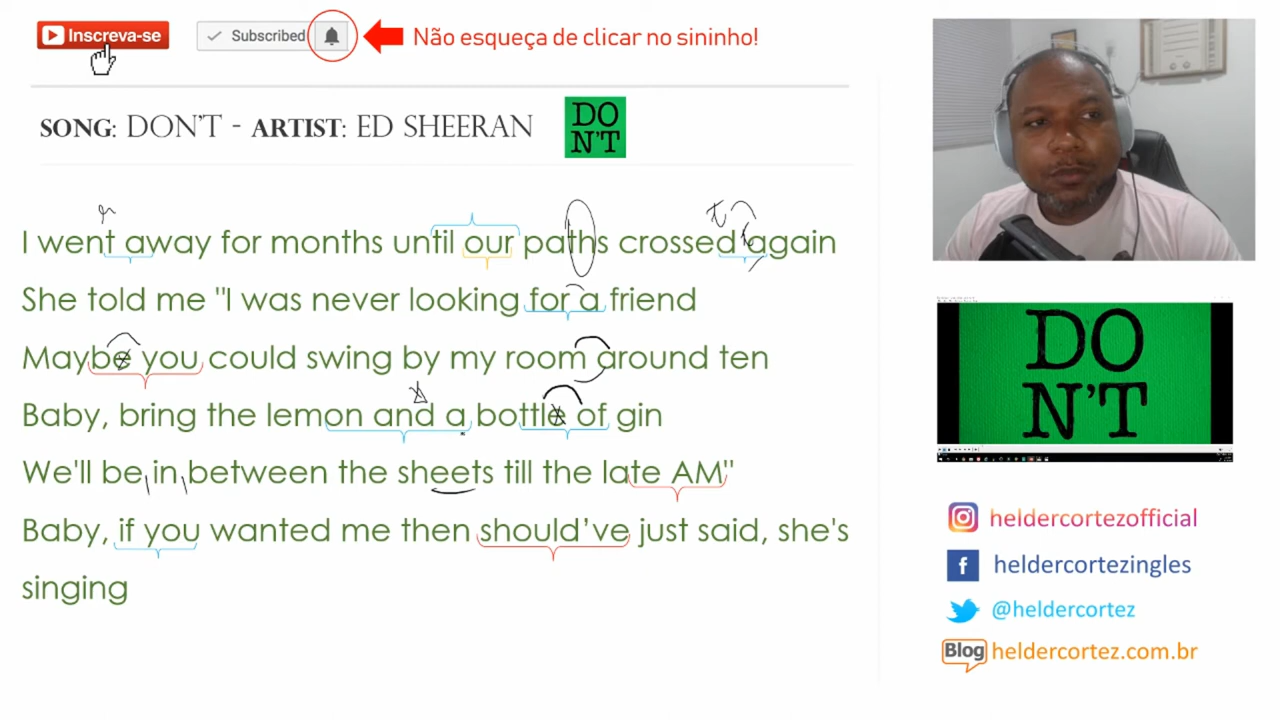 Inscreva-se
Subscribed
Não esqueça de clicar no sininho!
SONG: DON'T - ARTIST: ED SHEERAN
DO
N'T
I went away for months until our paths crossed again
She told me "I was never looking for a friend
Maybe you could swing by my room around ten
Baby, bring the lemon and a bottle of gin
We'll be in between the sheets till the late AM"
Baby, if you wanted me then should've just said, she's
singing
DO
N'T
heldercortezofficial
heldercortezingles
@heldercortez
Blog heldercortez.com.br